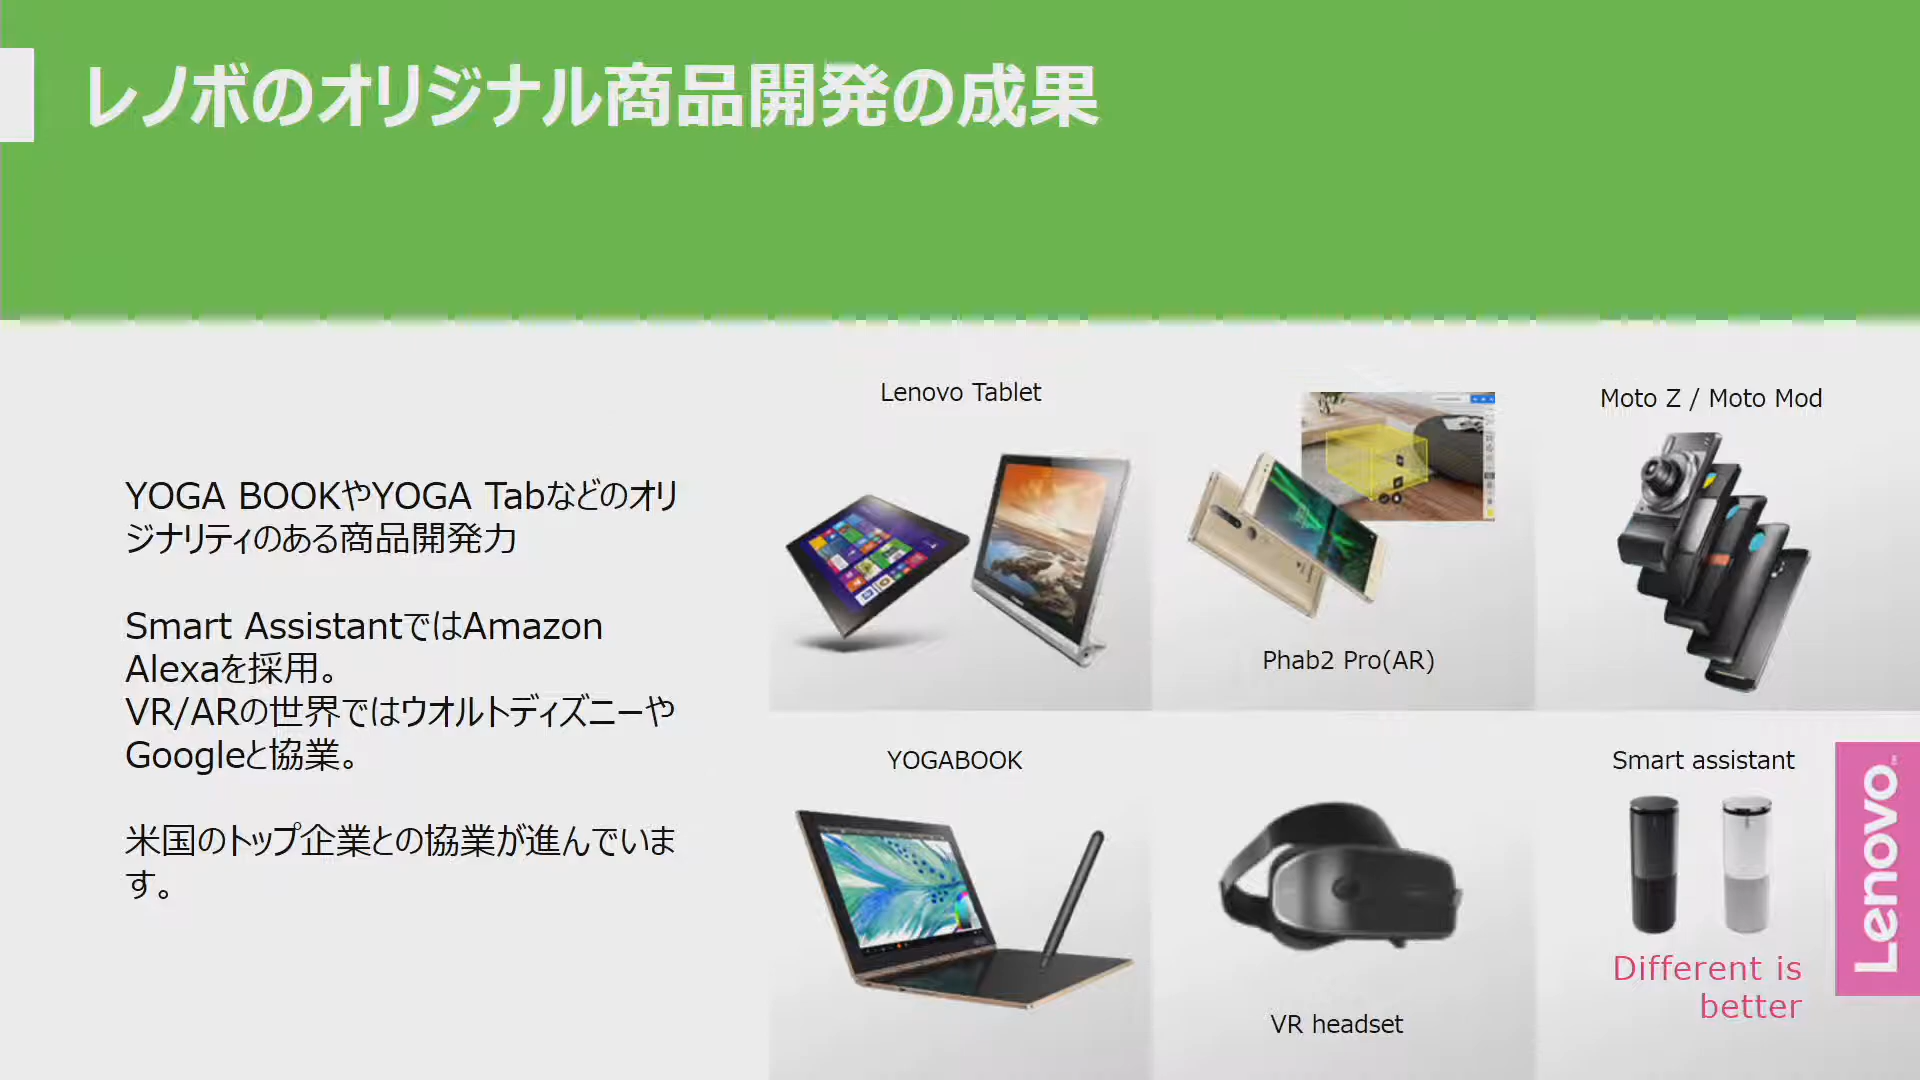 レノボのオリジナル商品開発の成果
YOGA BOOKやYOGA Tabなどのオリ
ジナリティのある商品開発力
Smart AssistantではAmazon
Alexaを採用。
VR/ARの世界ではウオルトディズニーや
Googleと協業。
米国のトップ企業との協業が進んでいま
す。
Lenovo Tablet
Phab2 Pro(AR)
Moto Z / Moto Mod
YOGABOOK
VR headset
Smart assistant
Different is
better
Lenovo™